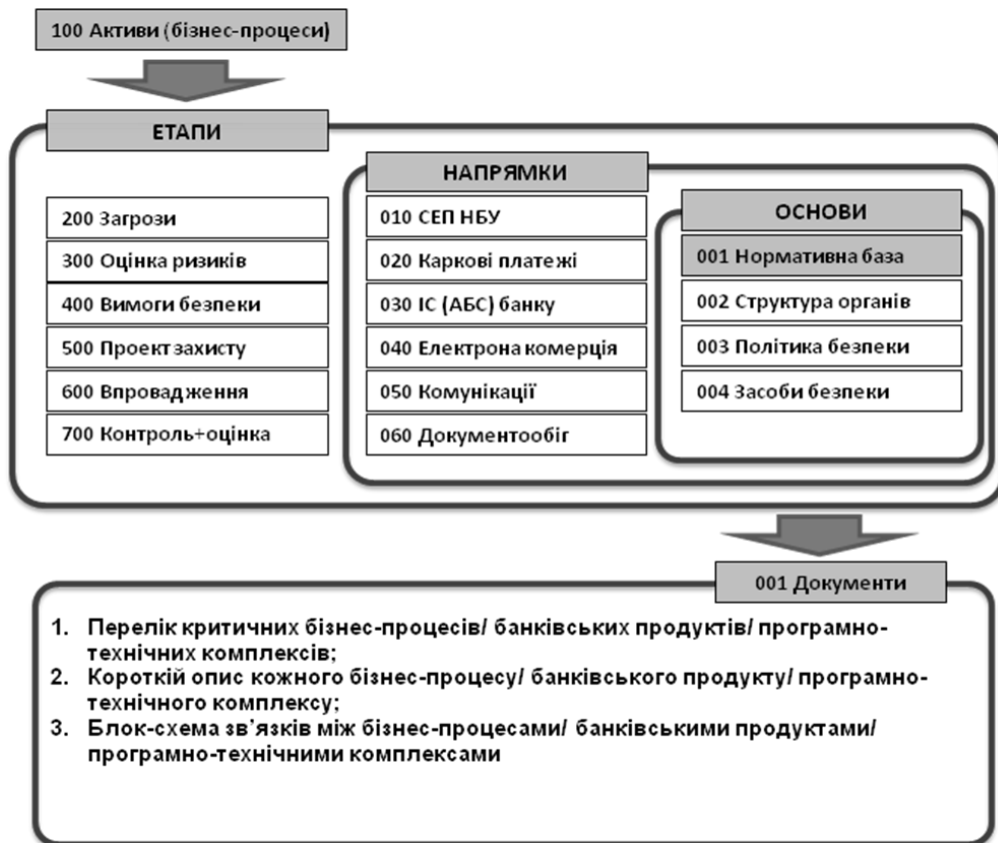 100 Активи (бізнес-процеси)
ЕТАПИ
200 Загрози
300 Оцінка ризиків
400 Вимоги безпеки
500 Проект захисту
600 Впровадження
700 Контроль+оцінка
НАПРЯМКИ
010 СЕП НБУ
020 Каркові платежі
030 ІС (АБС) банку
040 Електрона комерція
050 Комунікації
060 Документообіг
ОСНОВИ
001 Нормативна база
002 Структура органів
003 Політика безпеки
004 Засоби безпеки
001 Документи
1. Перелік критичних бізнес-процесів/ банківських продуктів/ програмно-
технічних комплексів;
2. Короткій опис кожного бізнес-процесу/ банківського продукту/ програмно-
технічного комплексу;
3. Блок-схема зв’язків між бізнес-процесами/ банківськими продуктами/
програмно-технічними комплексами